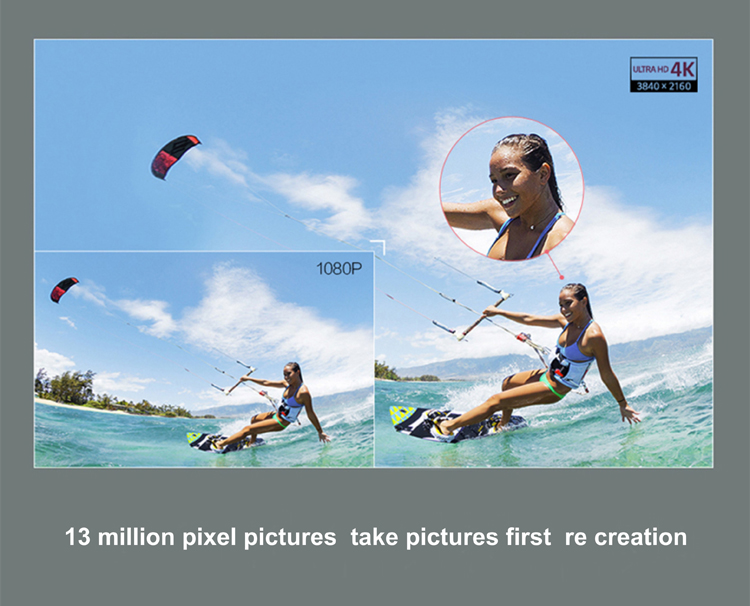 ULTRA HD 4K
3840 × 2160
1080P
13 million pixel pictures  take pictures first  re creation